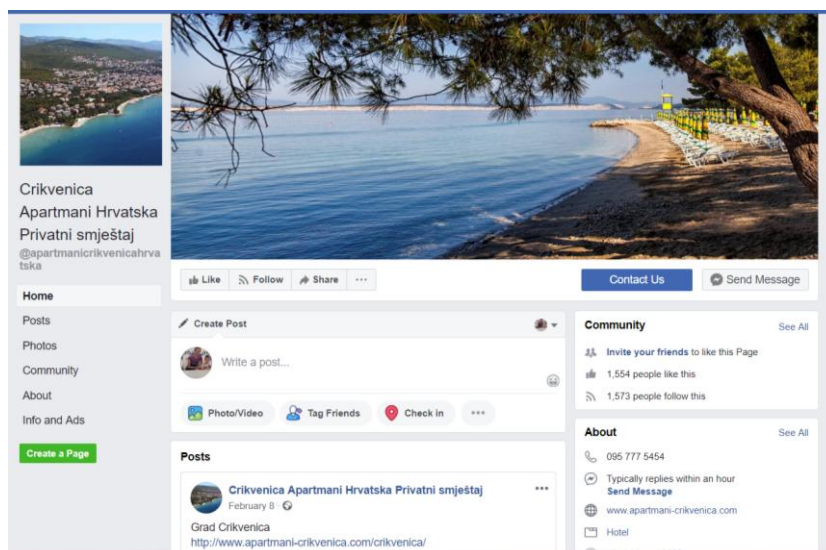 Crikvenica
Apartmani Hrvatska
Privatni smještaj
@apartmanicrikvenicahrva
tska
Home
Posts
Photos
Community
About
Info and Ads
Create a Page
Like
Follow
Share
Contact Us
Send Message
Create Post
Write a post...
Photo/Video
Tag Friends
Check in
Posts
Crikvenica Apartmani Hrvatska Privatni smještaj
February 8
Grad Crikvenica
http://www.apartmani-crikvenica.com/crikvenica/
Community
See All
Invite your friends to like this Page
1,554 people like this
1,573 people follow this
About
See All
095 777 5454
Typically replies within an hour
Send Message
www.apartmani-crikvenica.com
Hotel